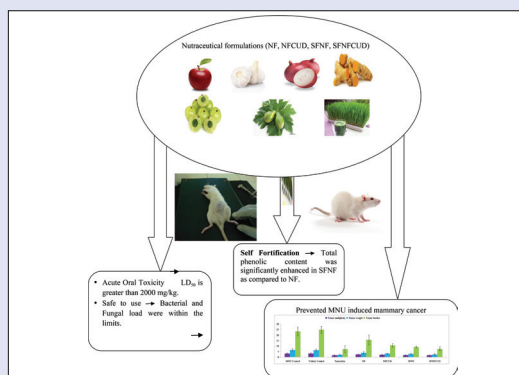 Nutraceutical formulations (NF, NFCUD, SFNF, SFNFCUD)
Self Fortification → Total
phenolic content was
significantly enhanced in SFNF
as compared to NF.
• Acute Oral Toxicity → LD50 is
greater than 2000 mg/kg.
• Safe to use → Bacterial and
Fungal load were within the
limits.
Prevented MNU induced mammary cancer